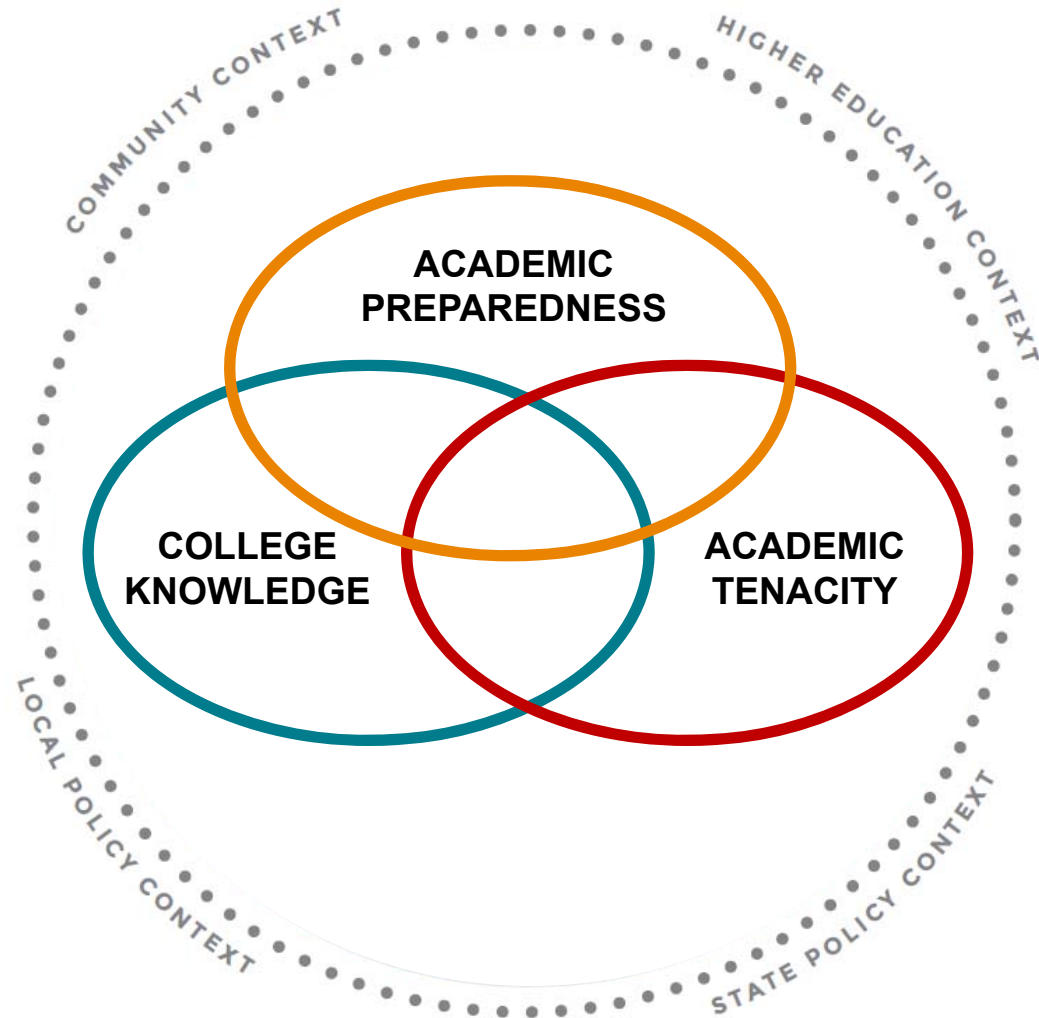 COMMUNITY CONTEXT
HIGHER EDUCATION CONTEXT
ACADEMIC
PREPAREDNESS
COLLEGE
KNOWLEDGE
ACADEMIC
TENACITY
LOCAL POLICY CONTEXT
STATE POLICY CONTEXT